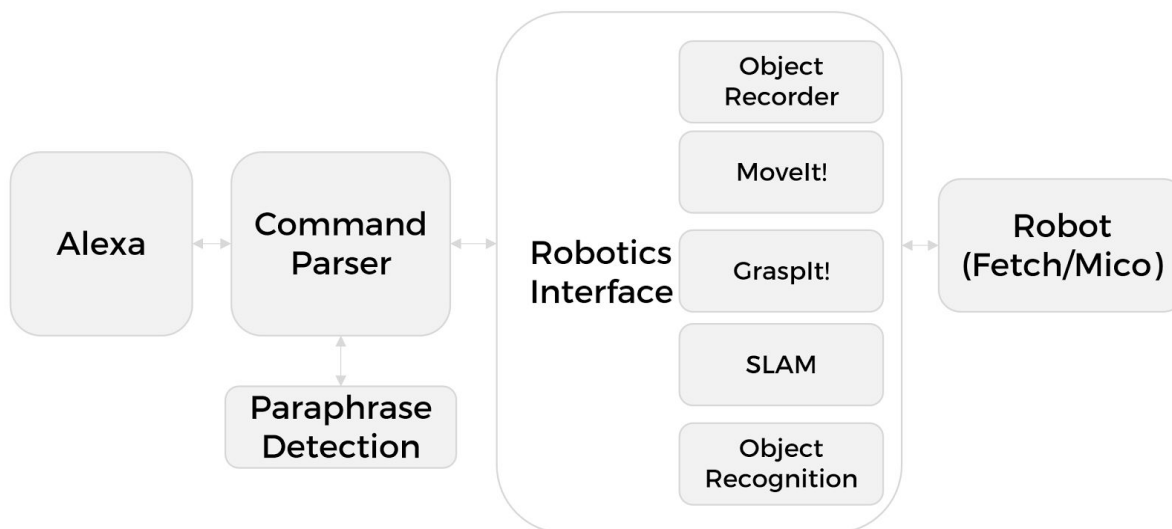 Alexa
Command
Parser
Paraphrase
Detection
Robotics
Interface
Object
Recorder
MoveIt!
GraspIt!
SLAM
Object
Recognition
Robot
(Fetch/Mico)